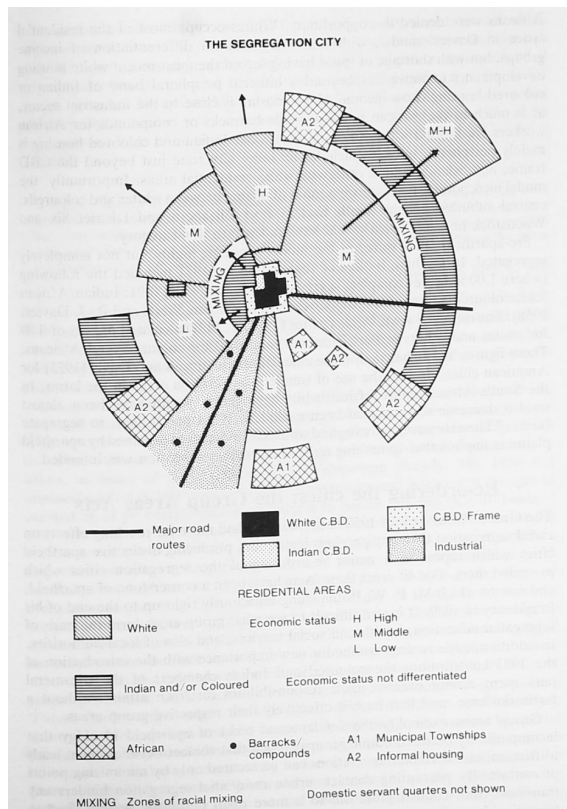 THE SEGREGATION CITY
A2
M-H
H
M
MIXING
M
MIXING
L
A1
A2
L
A2
A2
A1
Major road routes
White C.B.D.
C.B.D. Frame
Indian C.B.D.
Industrial
RESIDENTIAL AREAS
White
Economic status H High
M Middle
L Low
Indian and / or Coloured
Economic status not differentiated
African
Barracks/ compounds
A1 Municipal Townships
A2 Informal housing
MIXING Zones of racial mixing
Domestic servant quarters not shown